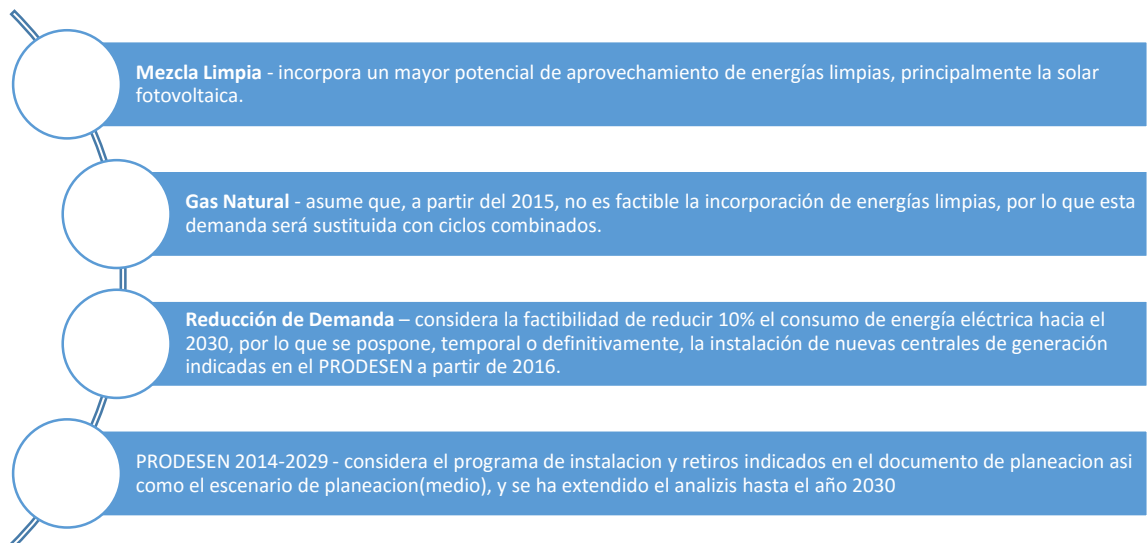 Mezcla Limpia - incorpora un mayor potencial de aprovechamiento de energías limpias, principalmente la solar
fotovoltaica.
Gas Natural - asume que, a partir del 2015, no es factible la incorporación de energías limpias, por lo que esta
demanda será sustituida con ciclos combinados.
Reducción de Demanda – considera la factibilidad de reducir 10% el consumo de energía eléctrica hacia el
2030, por lo que se pospone, temporal o definitivamente, la instalación de nuevas centrales de generación
indicadas en el PRODESEN a partir de 2016.
PRODESEN 2014-2029 - considera el programa de instalacion y retiros indicados en el documento de planeacion asi
como el escenario de planeacion(medio), y se ha extendido el analizis hasta el año 2030